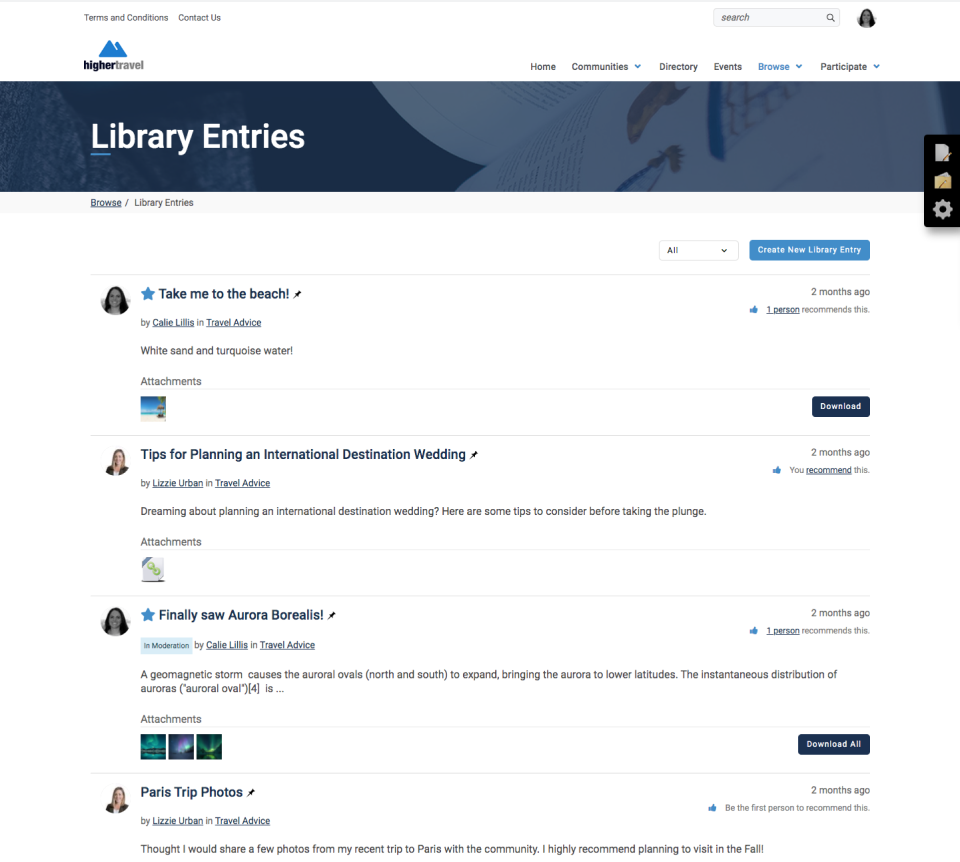 Terms and Conditions Contact Us
search
highertravel
Home Communities Directory Events Browse Participate
Library Entries
Browse / Library Entries
All Create New Library Entry
Take me to the beach! 2 months ago
1 person recommends this.
by Calie Lillis in Travel Advice
White sand and turquoise water!
Attachments
Download
Tips for Planning an International Destination Wedding 2 months ago
You recommend this.
by Lizzie Urban in Travel Advice
Dreaming about planning an international destination wedding? Here are some tips to consider before taking the plunge.
Attachments
Finally saw Aurora Borealis! 2 months ago
1 person recommends this.
In Moderation by Calie Lillis in Travel Advice
A geomagnetic storm causes the auroral ovals (north and south) to expand, bringing the aurora to lower latitudes. The instantaneous distribution of
auroras ("auroral oval")[4] is ...
Attachments
Download All
Paris Trip Photos 2 months ago
Be the first person to recommend this.
by Lizzie Urban in Travel Advice
Thought I would share a few photos from my recent trip to Paris with the community. I highly recommend planning to visit in the Fall!